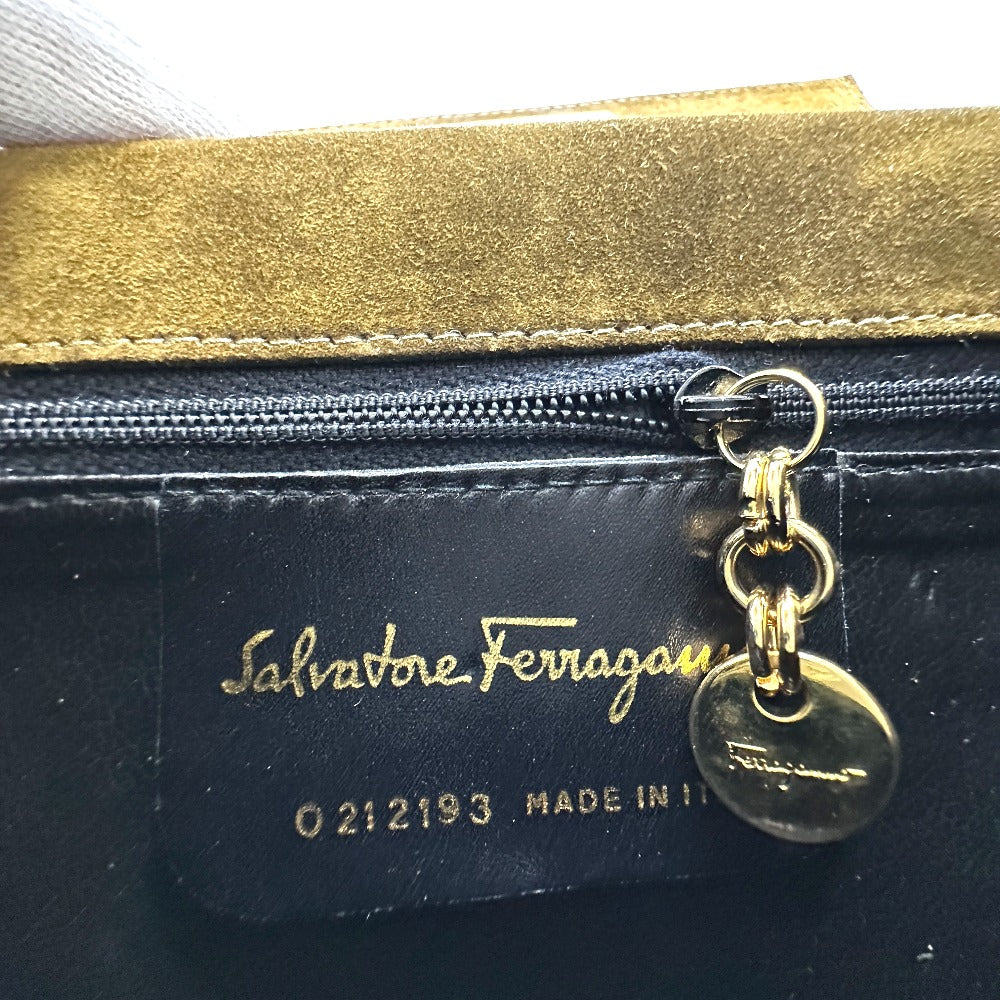 Salvatore Ferragam
O 212193 MADE IN IT
Ferragamo